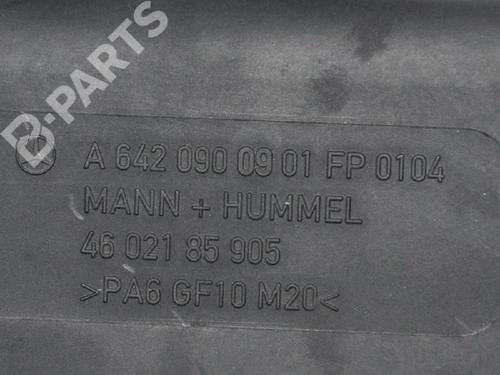 B-PARTS
A 642 090 09 01 FP 0104
MANN + HUMMEL
46 021 85 905
>PA6 GF10 M20<